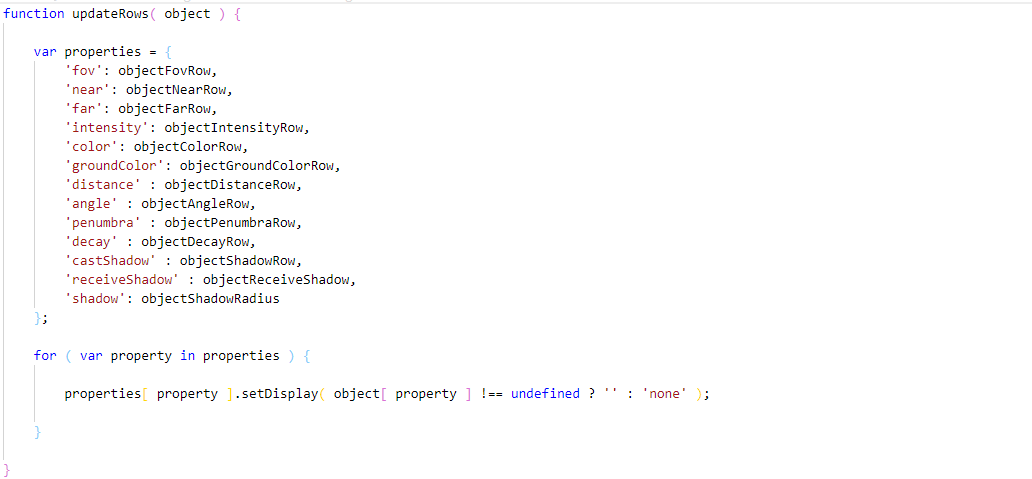 function updateRows( object ) {
var properties = {
'fov': objectFovRow,
'near': objectNearRow,
'far': objectFarRow,
'intensity': objectIntensityRow,
'color': objectColorRow,
'groundColor': objectGroundColorRow,
'distance' : objectDistanceRow,
'angle' : objectAngleRow,
'penumbra' : objectPenumbraRow,
'decay' : objectDecayRow,
'castShadow' : objectShadowRow,
'receiveShadow' : objectReceiveShadow,
'shadow': objectShadowRadius
};
for ( var property in properties ) {
properties[ property ].setDisplay( object[ property ] !== undefined ? '' : 'none' );
}
}